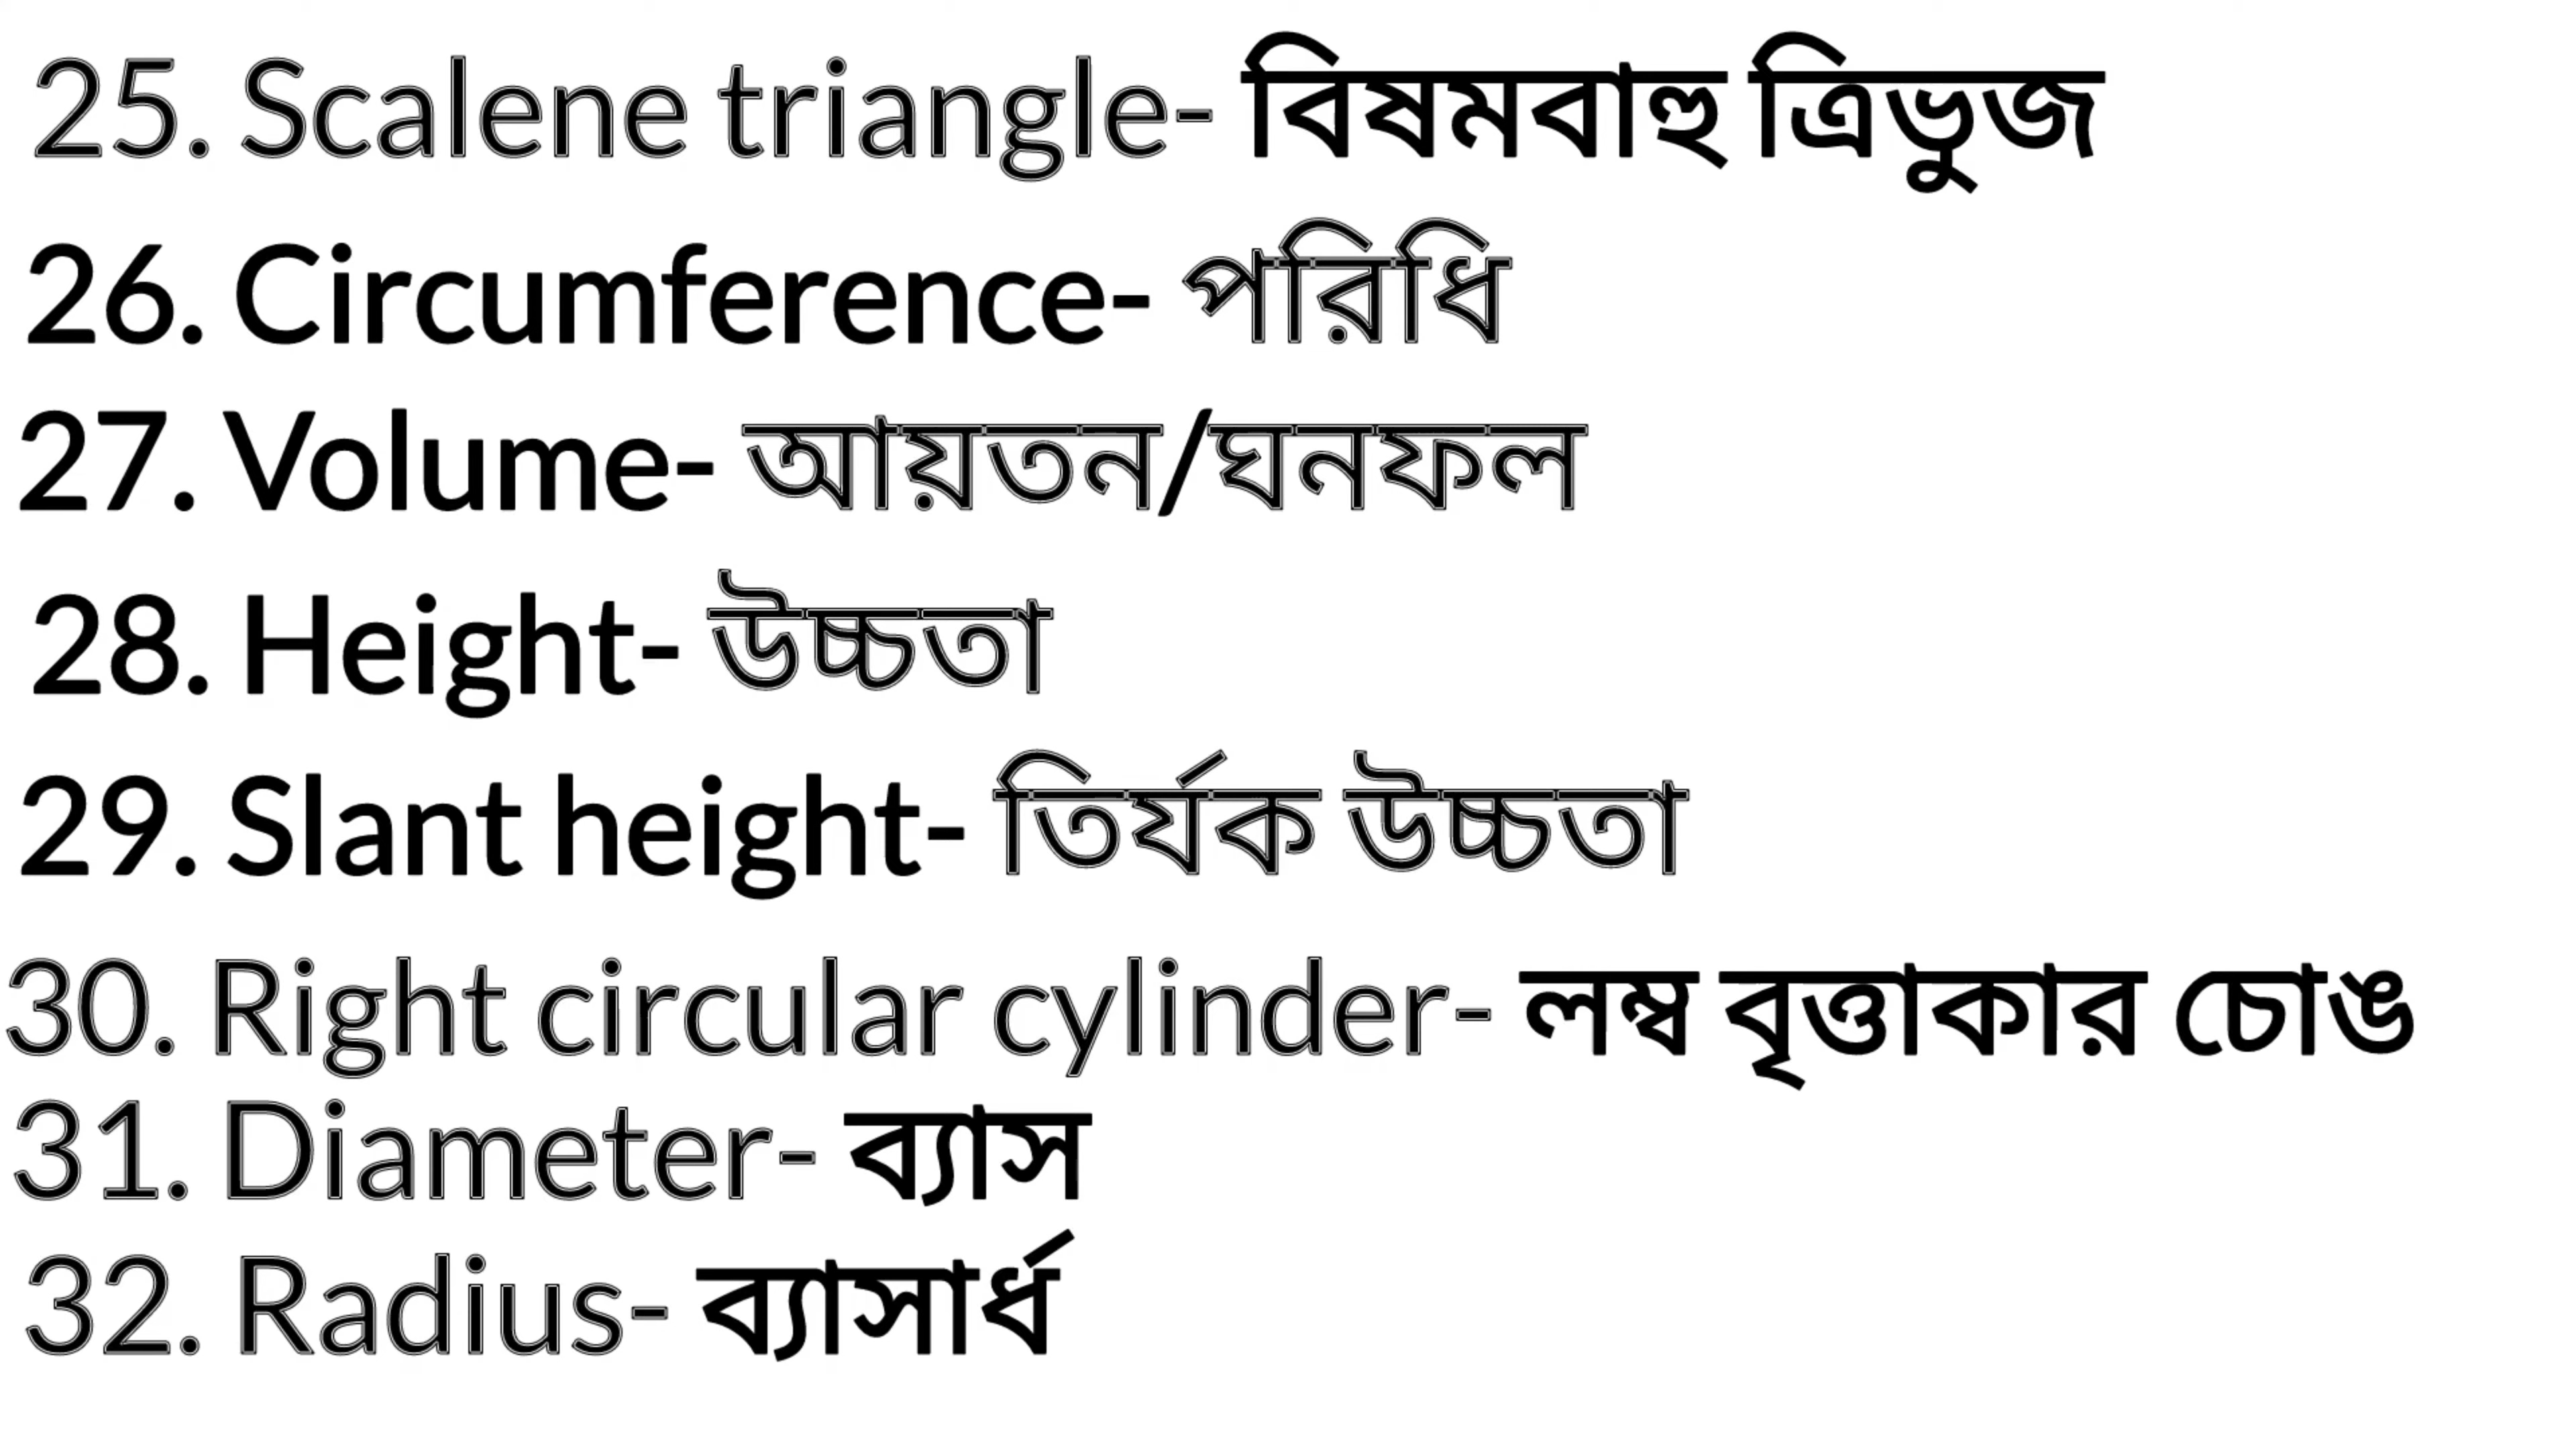 25. Scalene triangle- বিষমবাহু ত্রিভুজ
26. Circumference- পরিধি
27. Volume- আয়তন/ঘনফল
28. Height- উচ্চতা
29. Slant height- তির্যক উচ্চতা
30. Right circular cylinder- লম্ব বৃত্তাকার চোঙ
31. Diameter- ব্যাস
32. Radius- ব্যাসার্ধ